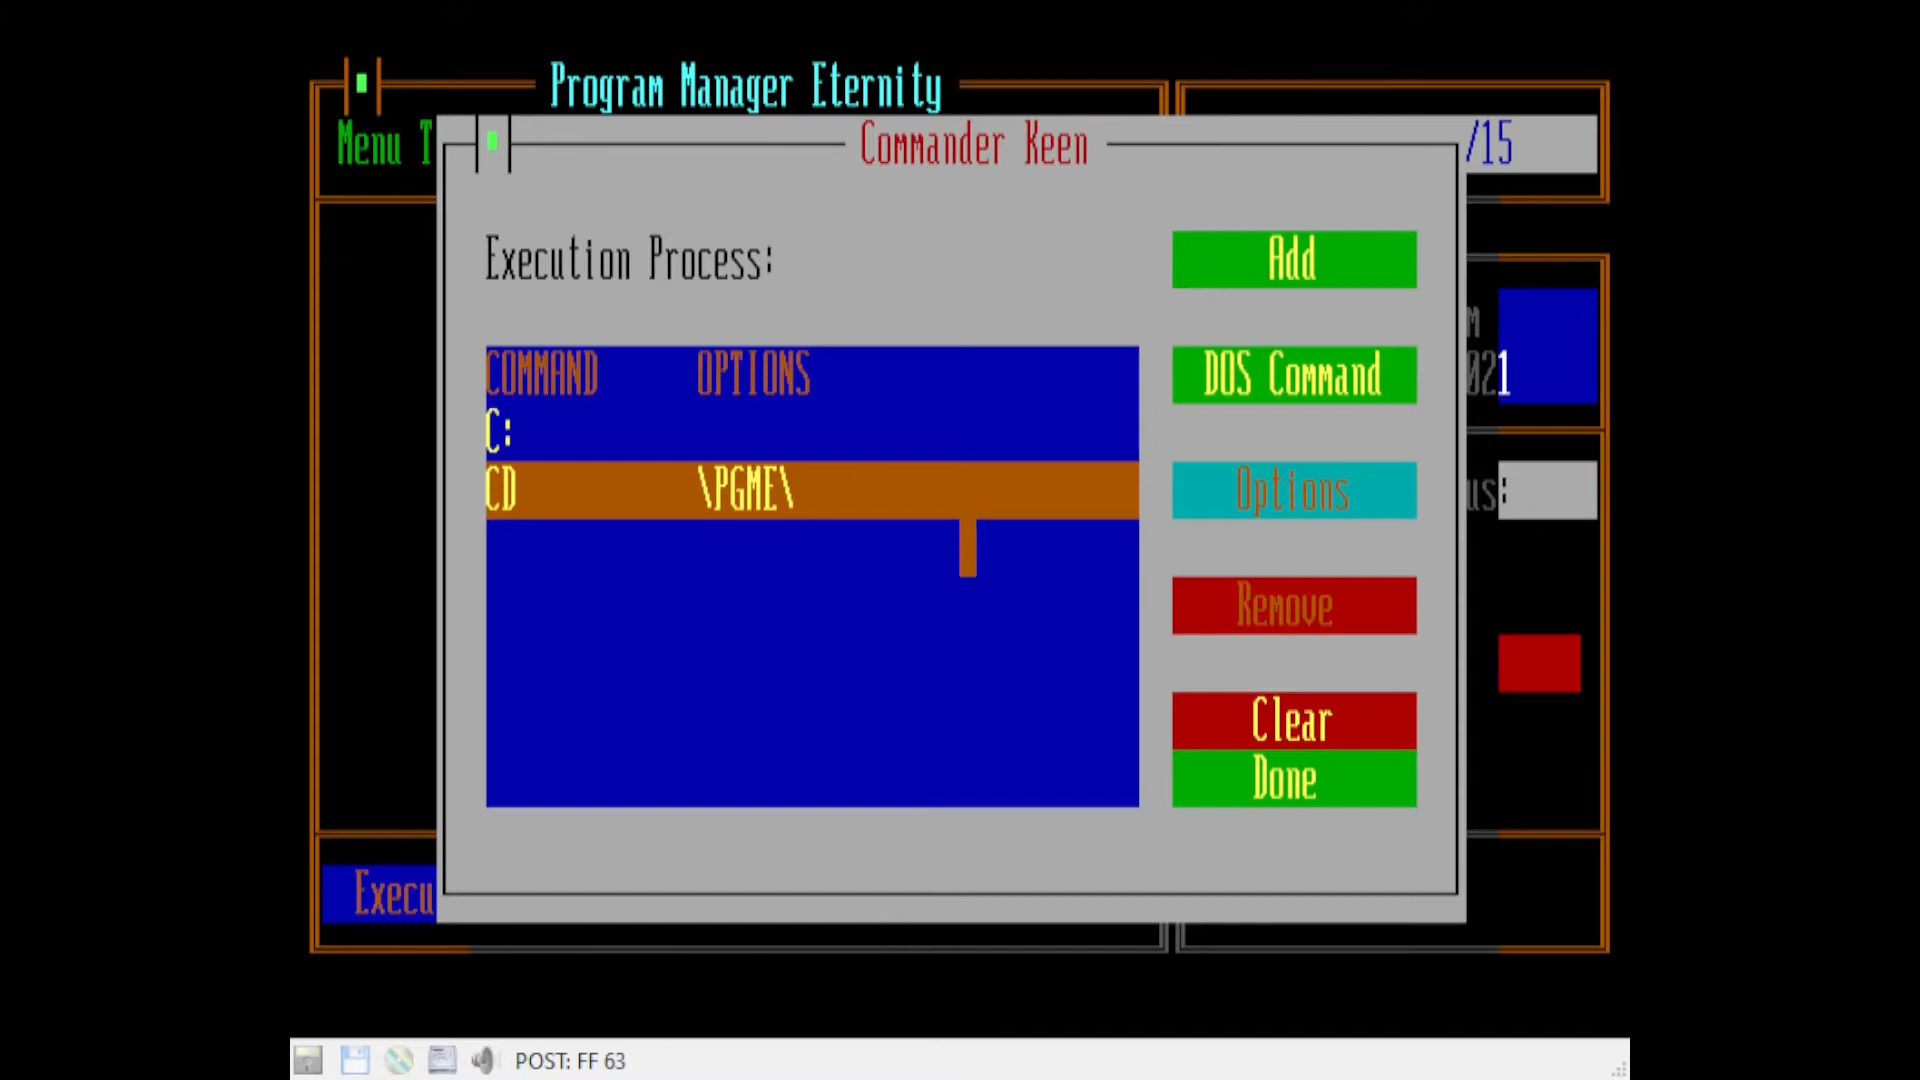 Program Manager Eternity
Menu T
Commander Keen
/15
Execution Process:
Add
COMMAND OPTIONS
DOS Command
C:
CD \PGME\
Options
Remove
Clear
Done
m
021
us:
Execu
POST: FF 63